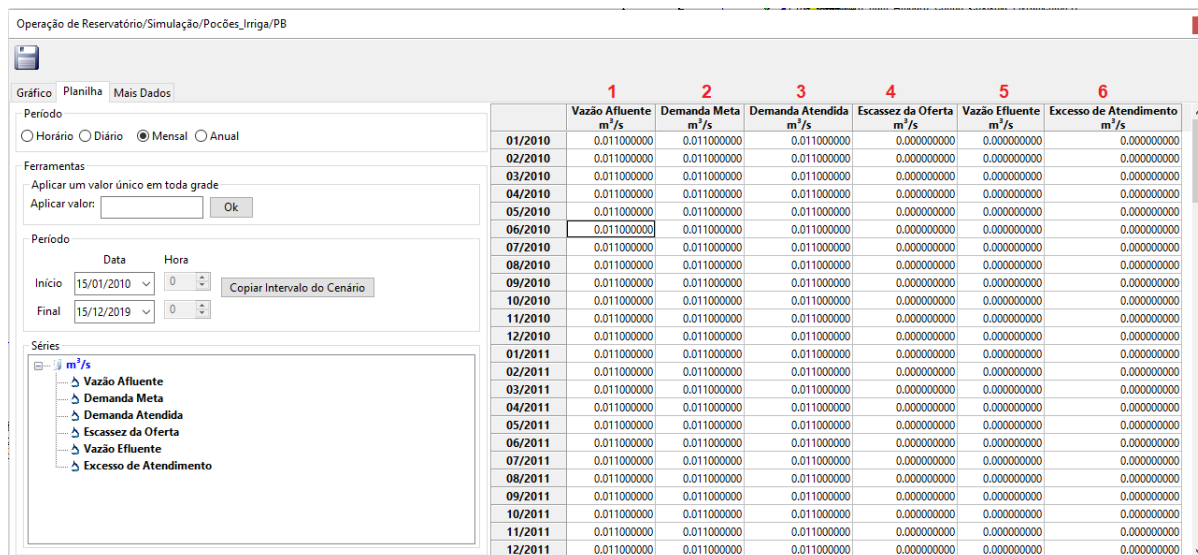 Operação de Reservatório/Simulação/Pocões_Irriga/PB
Gráfico Planilha Mais Dados
Período
Horário Diário Mensal Anual
Ferramentas
Aplicar um valor único em toda grade
Aplicar valor: Ok
Período
Data Hora
Início 15/01/2010 0 Copiar Intervalo do Cenário
Final 15/12/2019 0
Séries
m³/s
Vazão Afluente
Demanda Meta
Demanda Atendida
Escassez da Oferta
Vazão Efluente
Excesso de Atendimento
1 2 3 4 5 6
Vazão Afluente Demanda Meta Demanda Atendida Escassez da Oferta Vazão Efluente Excesso de Atendimento
m³/s m³/s m³/s m³/s m³/s m³/s
01/2010 0.011000000 0.011000000 0.011000000 0.000000000 0.000000000 0.000000000
02/2010 0.011000000 0.011000000 0.011000000 0.000000000 0.000000000 0.000000000
03/2010 0.011000000 0.011000000 0.011000000 0.000000000 0.000000000 0.000000000
04/2010 0.011000000 0.011000000 0.011000000 0.000000000 0.000000000 0.000000000
05/2010 0.011000000 0.011000000 0.011000000 0.000000000 0.000000000 0.000000000
06/2010 0.011000000 0.011000000 0.011000000 0.000000000 0.000000000 0.000000000
07/2010 0.011000000 0.011000000 0.011000000 0.000000000 0.000000000 0.000000000
08/2010 0.011000000 0.011000000 0.011000000 0.000000000 0.000000000 0.000000000
09/2010 0.011000000 0.011000000 0.011000000 0.000000000 0.000000000 0.000000000
10/2010 0.011000000 0.011000000 0.011000000 0.000000000 0.000000000 0.000000000
11/2010 0.011000000 0.011000000 0.011000000 0.000000000 0.000000000 0.000000000
12/2010 0.011000000 0.011000000 0.011000000 0.000000000 0.000000000 0.000000000
01/2011 0.011000000 0.011000000 0.011000000 0.000000000 0.000000000 0.000000000
02/2011 0.011000000 0.011000000 0.011000000 0.000000000 0.000000000 0.000000000
03/2011 0.011000000 0.011000000 0.011000000 0.000000000 0.000000000 0.000000000
04/2011 0.011000000 0.011000000 0.011000000 0.000000000 0.000000000 0.000000000
05/2011 0.011000000 0.011000000 0.011000000 0.000000000 0.000000000 0.000000000
06/2011 0.011000000 0.011000000 0.011000000 0.000000000 0.000000000 0.000000000
07/2011 0.011000000 0.011000000 0.011000000 0.000000000 0.000000000 0.000000000
08/2011 0.011000000 0.011000000 0.011000000 0.000000000 0.000000000 0.000000000
09/2011 0.011000000 0.011000000 0.011000000 0.000000000 0.000000000 0.000000000
10/2011 0.011000000 0.011000000 0.011000000 0.000000000 0.000000000 0.000000000
11/2011 0.011000000 0.011000000 0.011000000 0.000000000 0.000000000 0.000000000
12/2011 0.011000000 0.011000000 0.011000000 0.000000000 0.000000000 0.000000000